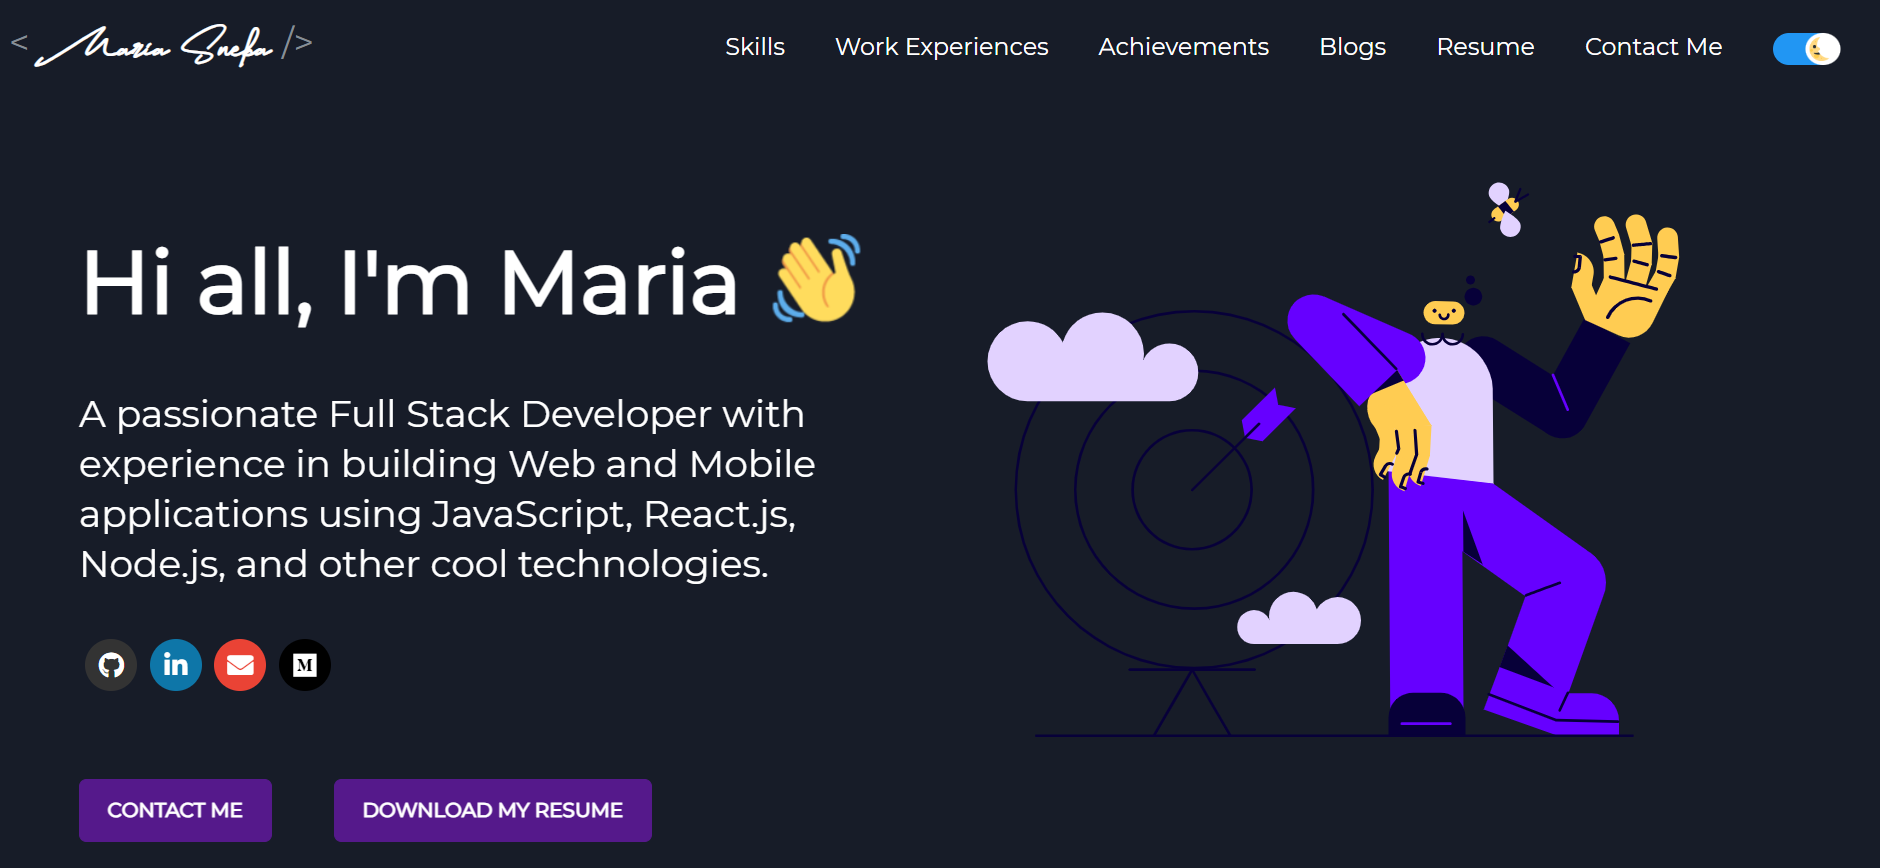 < Maria Sneha />
Skills
Work Experiences
Achievements
Blogs
Resume
Contact Me
Hi all, I'm Maria 👋
A passionate Full Stack Developer with
experience in building Web and Mobile
applications using JavaScript, React.js,
Node.js, and other cool technologies.
in
M
CONTACT ME
DOWNLOAD MY RESUME